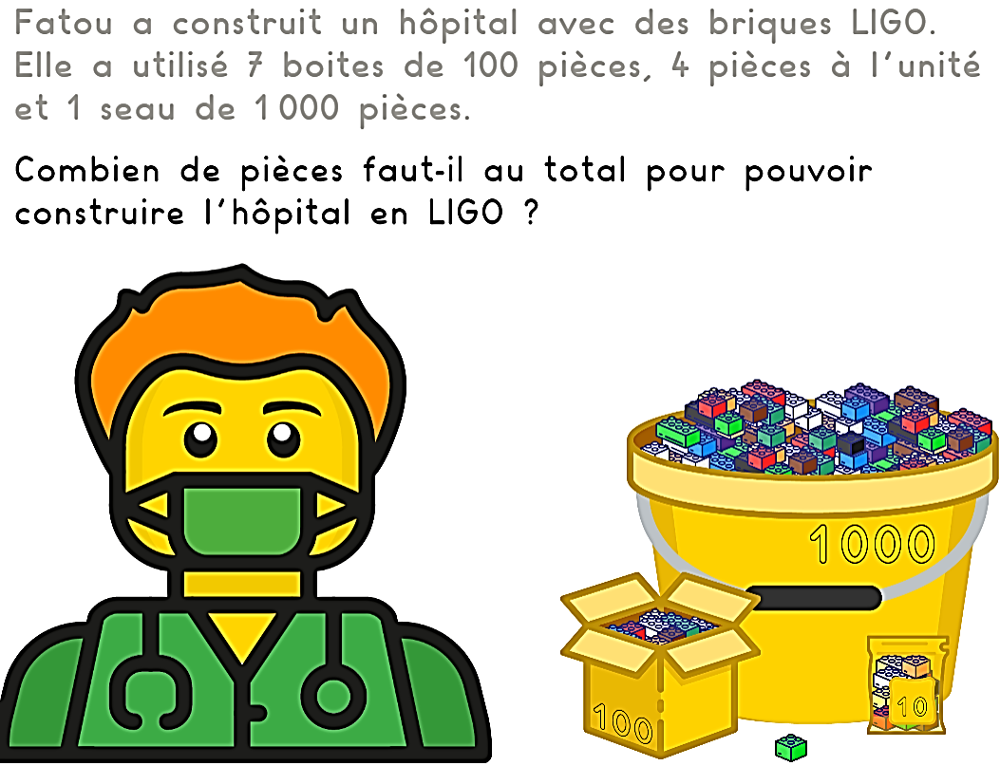 Fatou a construit un hôpital avec des briques LIGO.
Elle a utilisé 7 boites de 100 pièces, 4 pièces à l'unité
et 1 seau de 1 000 pièces.
Combien de pièces faut-il au total pour pouvoir
construire l'hôpital en LIGO ?
1000
100
10